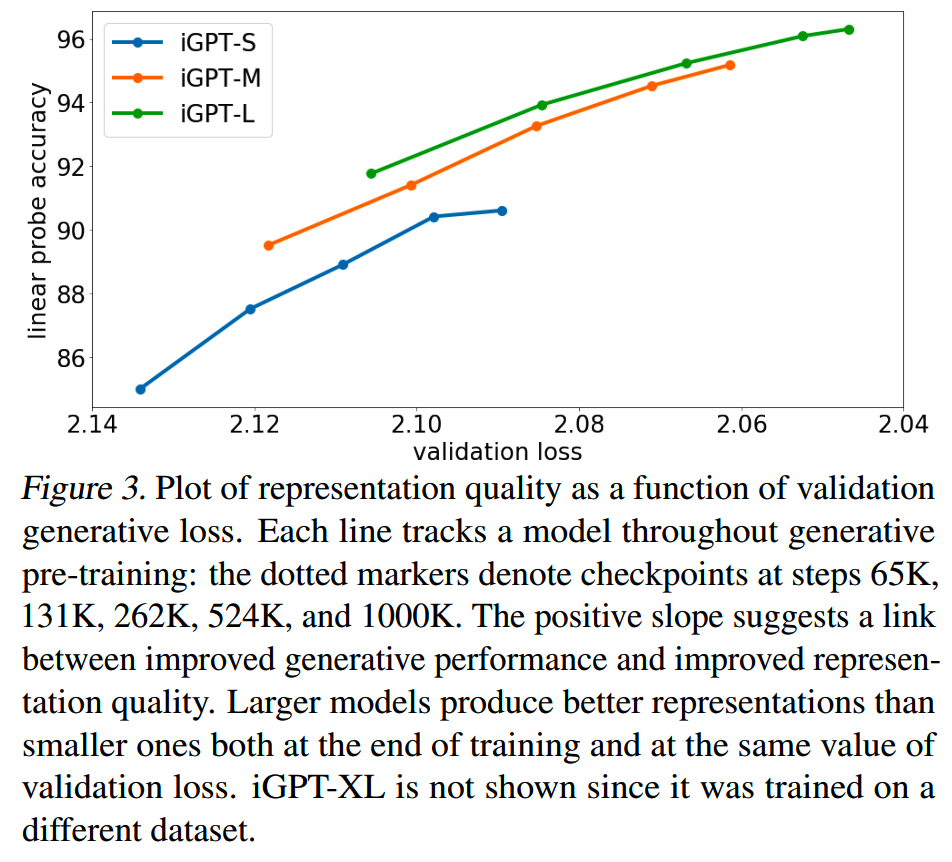 96
94
92
90
88
86
linear probe accuracy
iGPT-S
iGPT-M
iGPT-L
2.14 2.12 2.10 2.08 2.06 2.04
validation loss
Figure 3. Plot of representation quality as a function of validation
generative loss. Each line tracks a model throughout generative
pre-training: the dotted markers denote checkpoints at steps 65K,
131K, 262K, 524K, and 1000K. The positive slope suggests a link
between improved generative performance and improved represen-
tation quality. Larger models produce better representations than
smaller ones both at the end of training and at the same value of
validation loss. iGPT-XL is not shown since it was trained on a
different dataset.